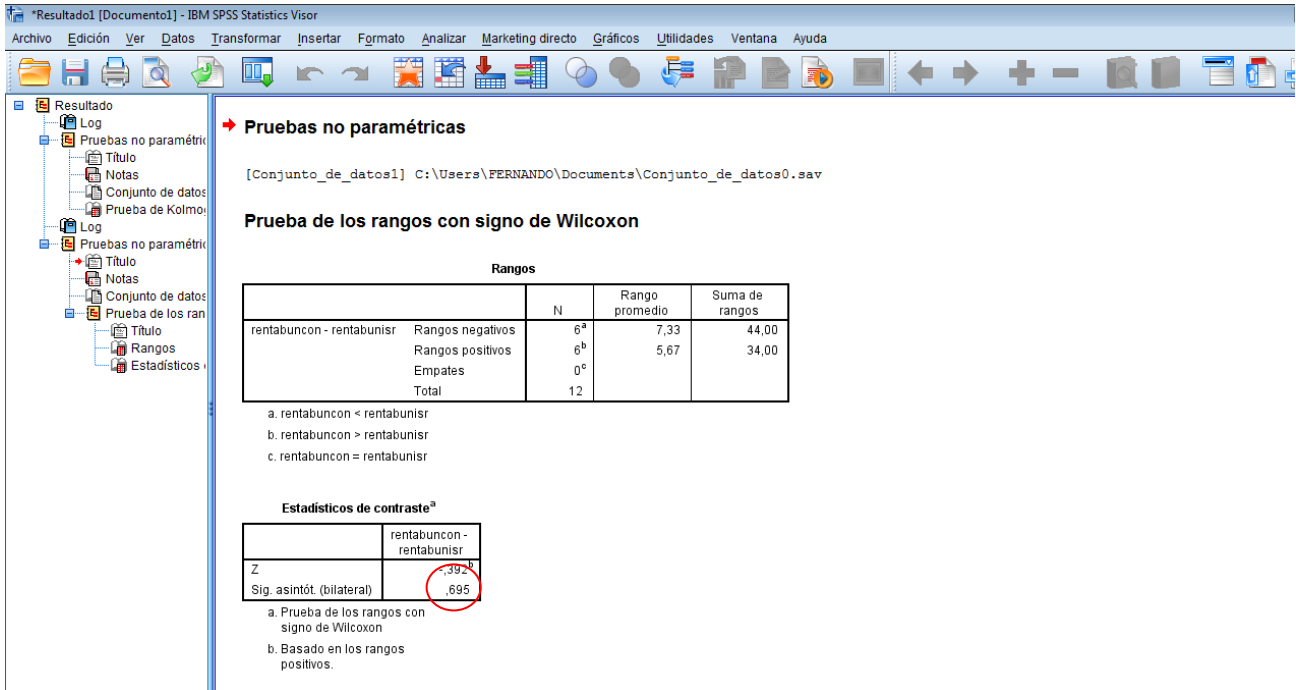 *Resultado1 [Documento1] - IBM SPSS Statistics Visor
Archivo Edición Ver Datos Transformar Insertar Formato Analizar Marketing directo Gráficos Utilidades Ventana Ayuda
Resultado
Log
Pruebas no paramétric
Título
Notas
Conjunto de datos
Prueba de Kolmog
Log
Pruebas no paramétric
Título
Notas
Conjunto de datos
Prueba de los ran
Título
Rangos
Estadísticos
Pruebas no paramétricas
[Conjunto_de_datos1] C:\Users\FERNANDO\Documents\Conjunto_de_datos0.sav
Prueba de los rangos con signo de Wilcoxon
Rangos
N Rango promedio Suma de rangos
rentabuncon - rentabunisr Rangos negativos 6a 7,33 44,00
Rangos positivos 6b 5,67 34,00
Empates 0c
Total 12
a. rentabuncon < rentabunisr
b. rentabuncon > rentabunisr
c. rentabuncon = rentabunisr
Estadísticos de contrastea
rentabuncon -
rentabunisr
Z -,392b
Sig. asintót. (bilateral) ,695
a. Prueba de los rangos con
signo de Wilcoxon
b. Basado en los rangos
positivos.